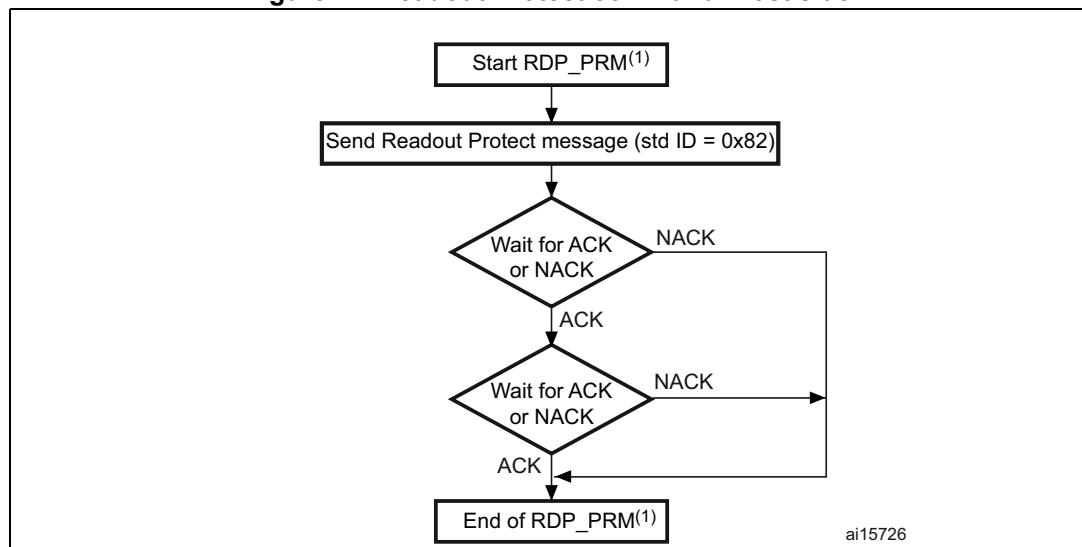 Start RDP_PRM(1)
Send Readout Protect message (std ID = 0x82)
Wait for ACK
or NACK
NACK
ACK
Wait for ACK
or NACK
NACK
ACK
End of RDP_PRM(1)
ai15726